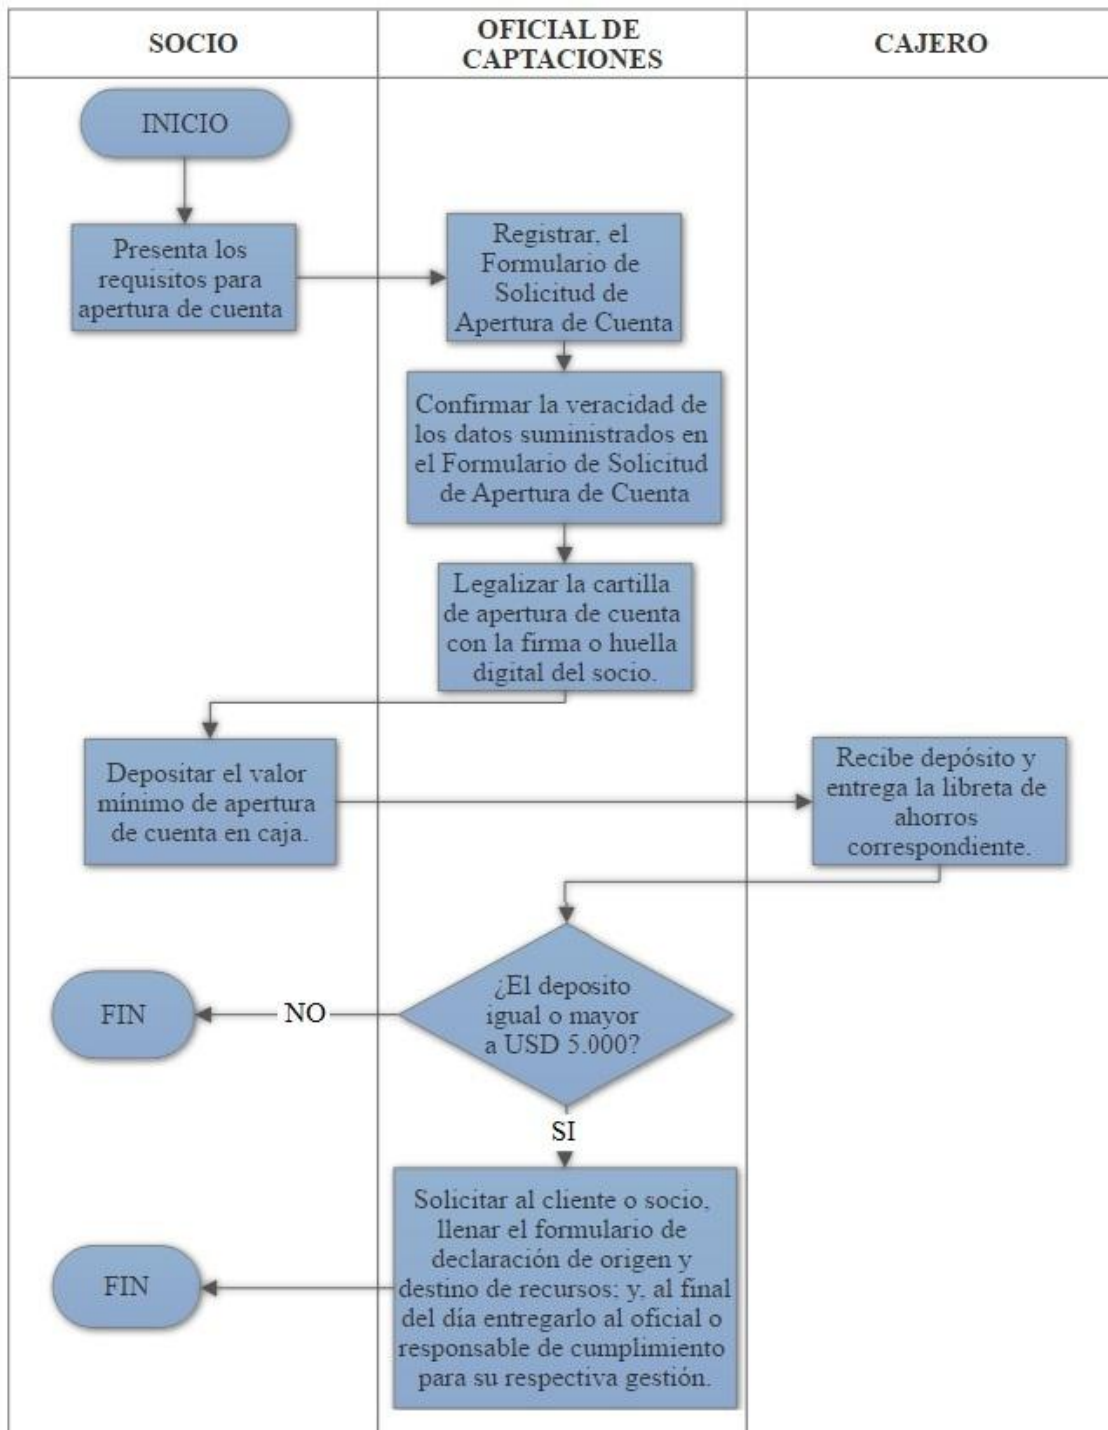 SOCIO
OFICIAL DE
CAPTACIONES
CAJERO
INICIO
Presenta los
requisitos para
apertura de cuenta
Registrar, el
Formulario de
Solicitud de
Apertura de Cuenta
Confirmar la veracidad de
los datos suministrados en
el Formulario de Solicitud
de Apertura de Cuenta
Legalizar la cartilla
de apertura de cuenta
con la firma o huella
digital del socio.
Depositar el valor
mínimo de apertura
de cuenta en caja.
Recibe depósito y
entrega la libreta de
ahorros
correspondiente.
¿El deposito
igual o mayor
a USD 5.000?
NO
FIN
SI
Solicitar al cliente o socio,
llenar el formulario de
declaración de origen y
destino de recursos; y, al final
del día entregarlo al oficial o
responsable de cumplimiento
para su respectiva gestión.
FIN